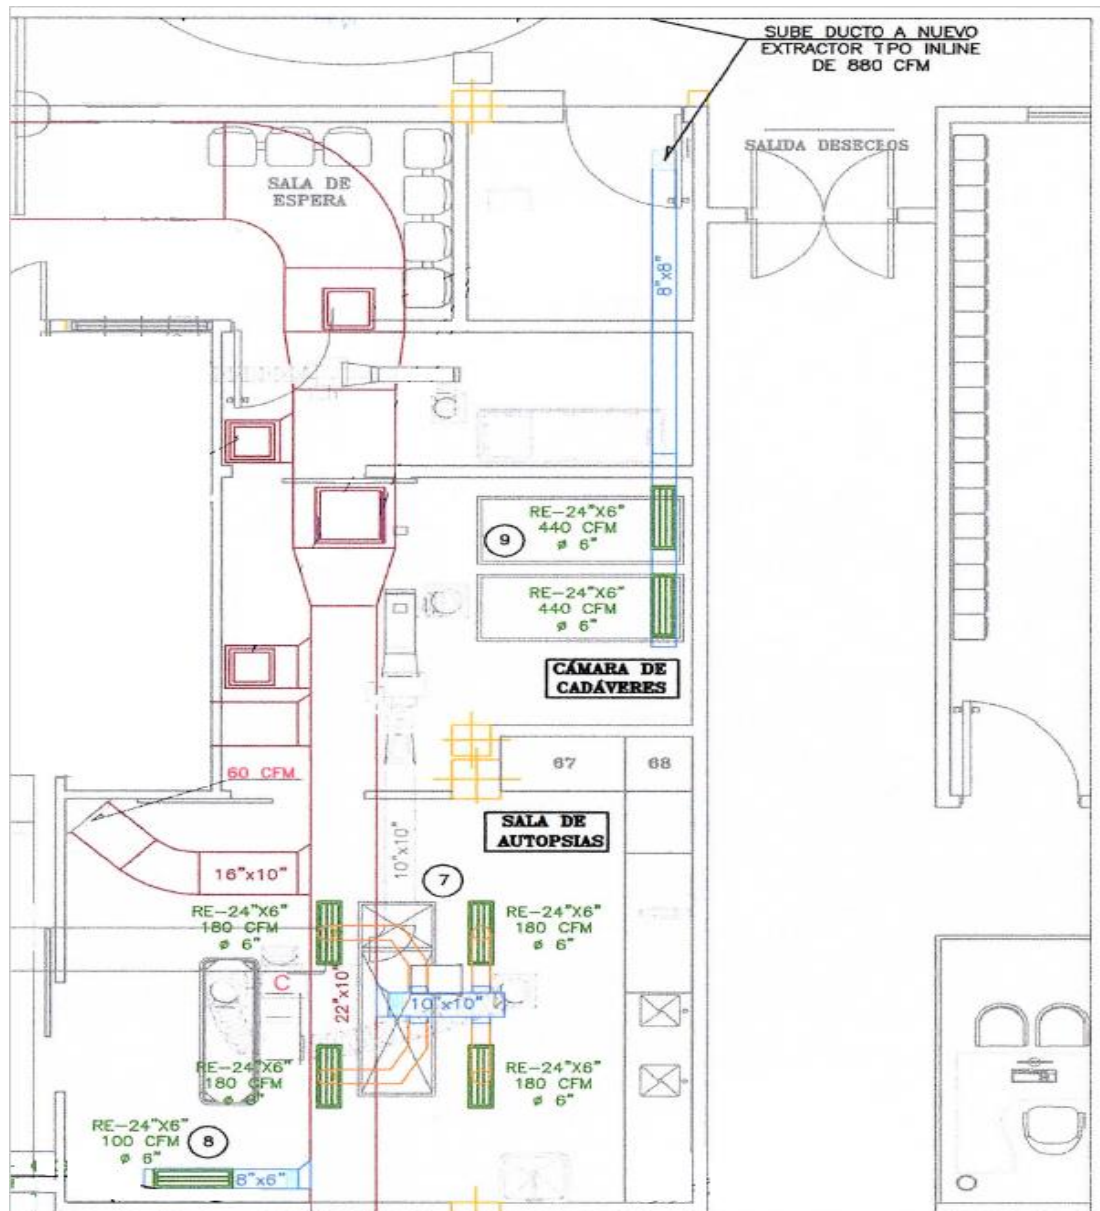 SUBE DUCTO A NUEVO
EXTRACTOR T PO INLINE
DE 880 CFM
SALIDA DESECEOS
SALA DE
ESPERA
8"x8"
RE-24"X6"
440 CFM
ø 6"
9
RE-24"X6"
440 CFM
ø 6"
CÁMARA DE
CADÁVERES
67
68
60 CFM
SALA DE
AUTOPSIAS
10"x10"
16"x10"
7
RE-24"X6"
180 CFM
ø 6"
RE-24"X6"
180 CFM
ø 6"
C
22"x10"
10"x10"
RE-24"X6"
180 CFM
ø 6"
RE-24"X6"
180 CFM
ø 6"
RE-24"X6"
100 CFM
ø 6"
8
8"x6"